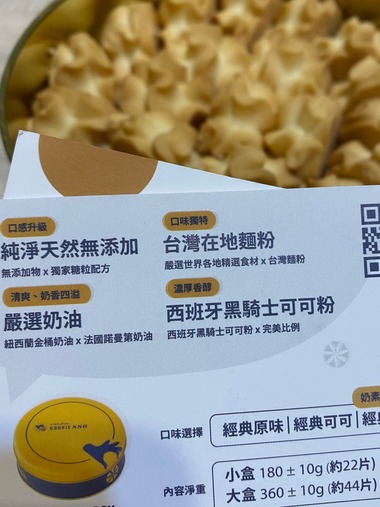 口感升級
純淨天然無添加
無添加物 x 獨家糖粒配方
口味獨特
台灣在地麵粉
嚴選世界各地精選食材 x 台灣麵粉
清爽、奶香四溢
嚴選奶油
紐西蘭金桶奶油 x 法國諾曼第奶油
濃厚香醇
西班牙黑騎士可可粉
西班牙黑騎士可可粉 x 完美比例
奶素
口味選擇
經典原味 | 經典可可 | 經
內容淨重
小盒 180 ± 10g (約22片)
大盒 360 ± 10g (約44片)